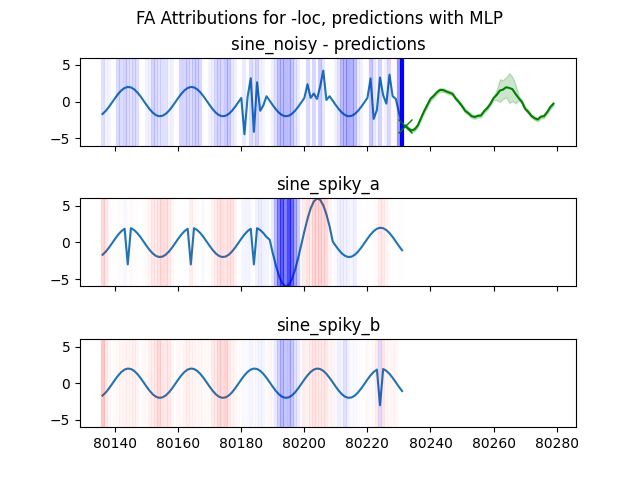 FA Attributions for -loc, predictions with MLP
sine_noisy - predictions
5
0
−5
sine_spiky_a
5
0
−5
sine_spiky_b
5
0
−5
80140 80160 80180 80200 80220 80240 80260 80280